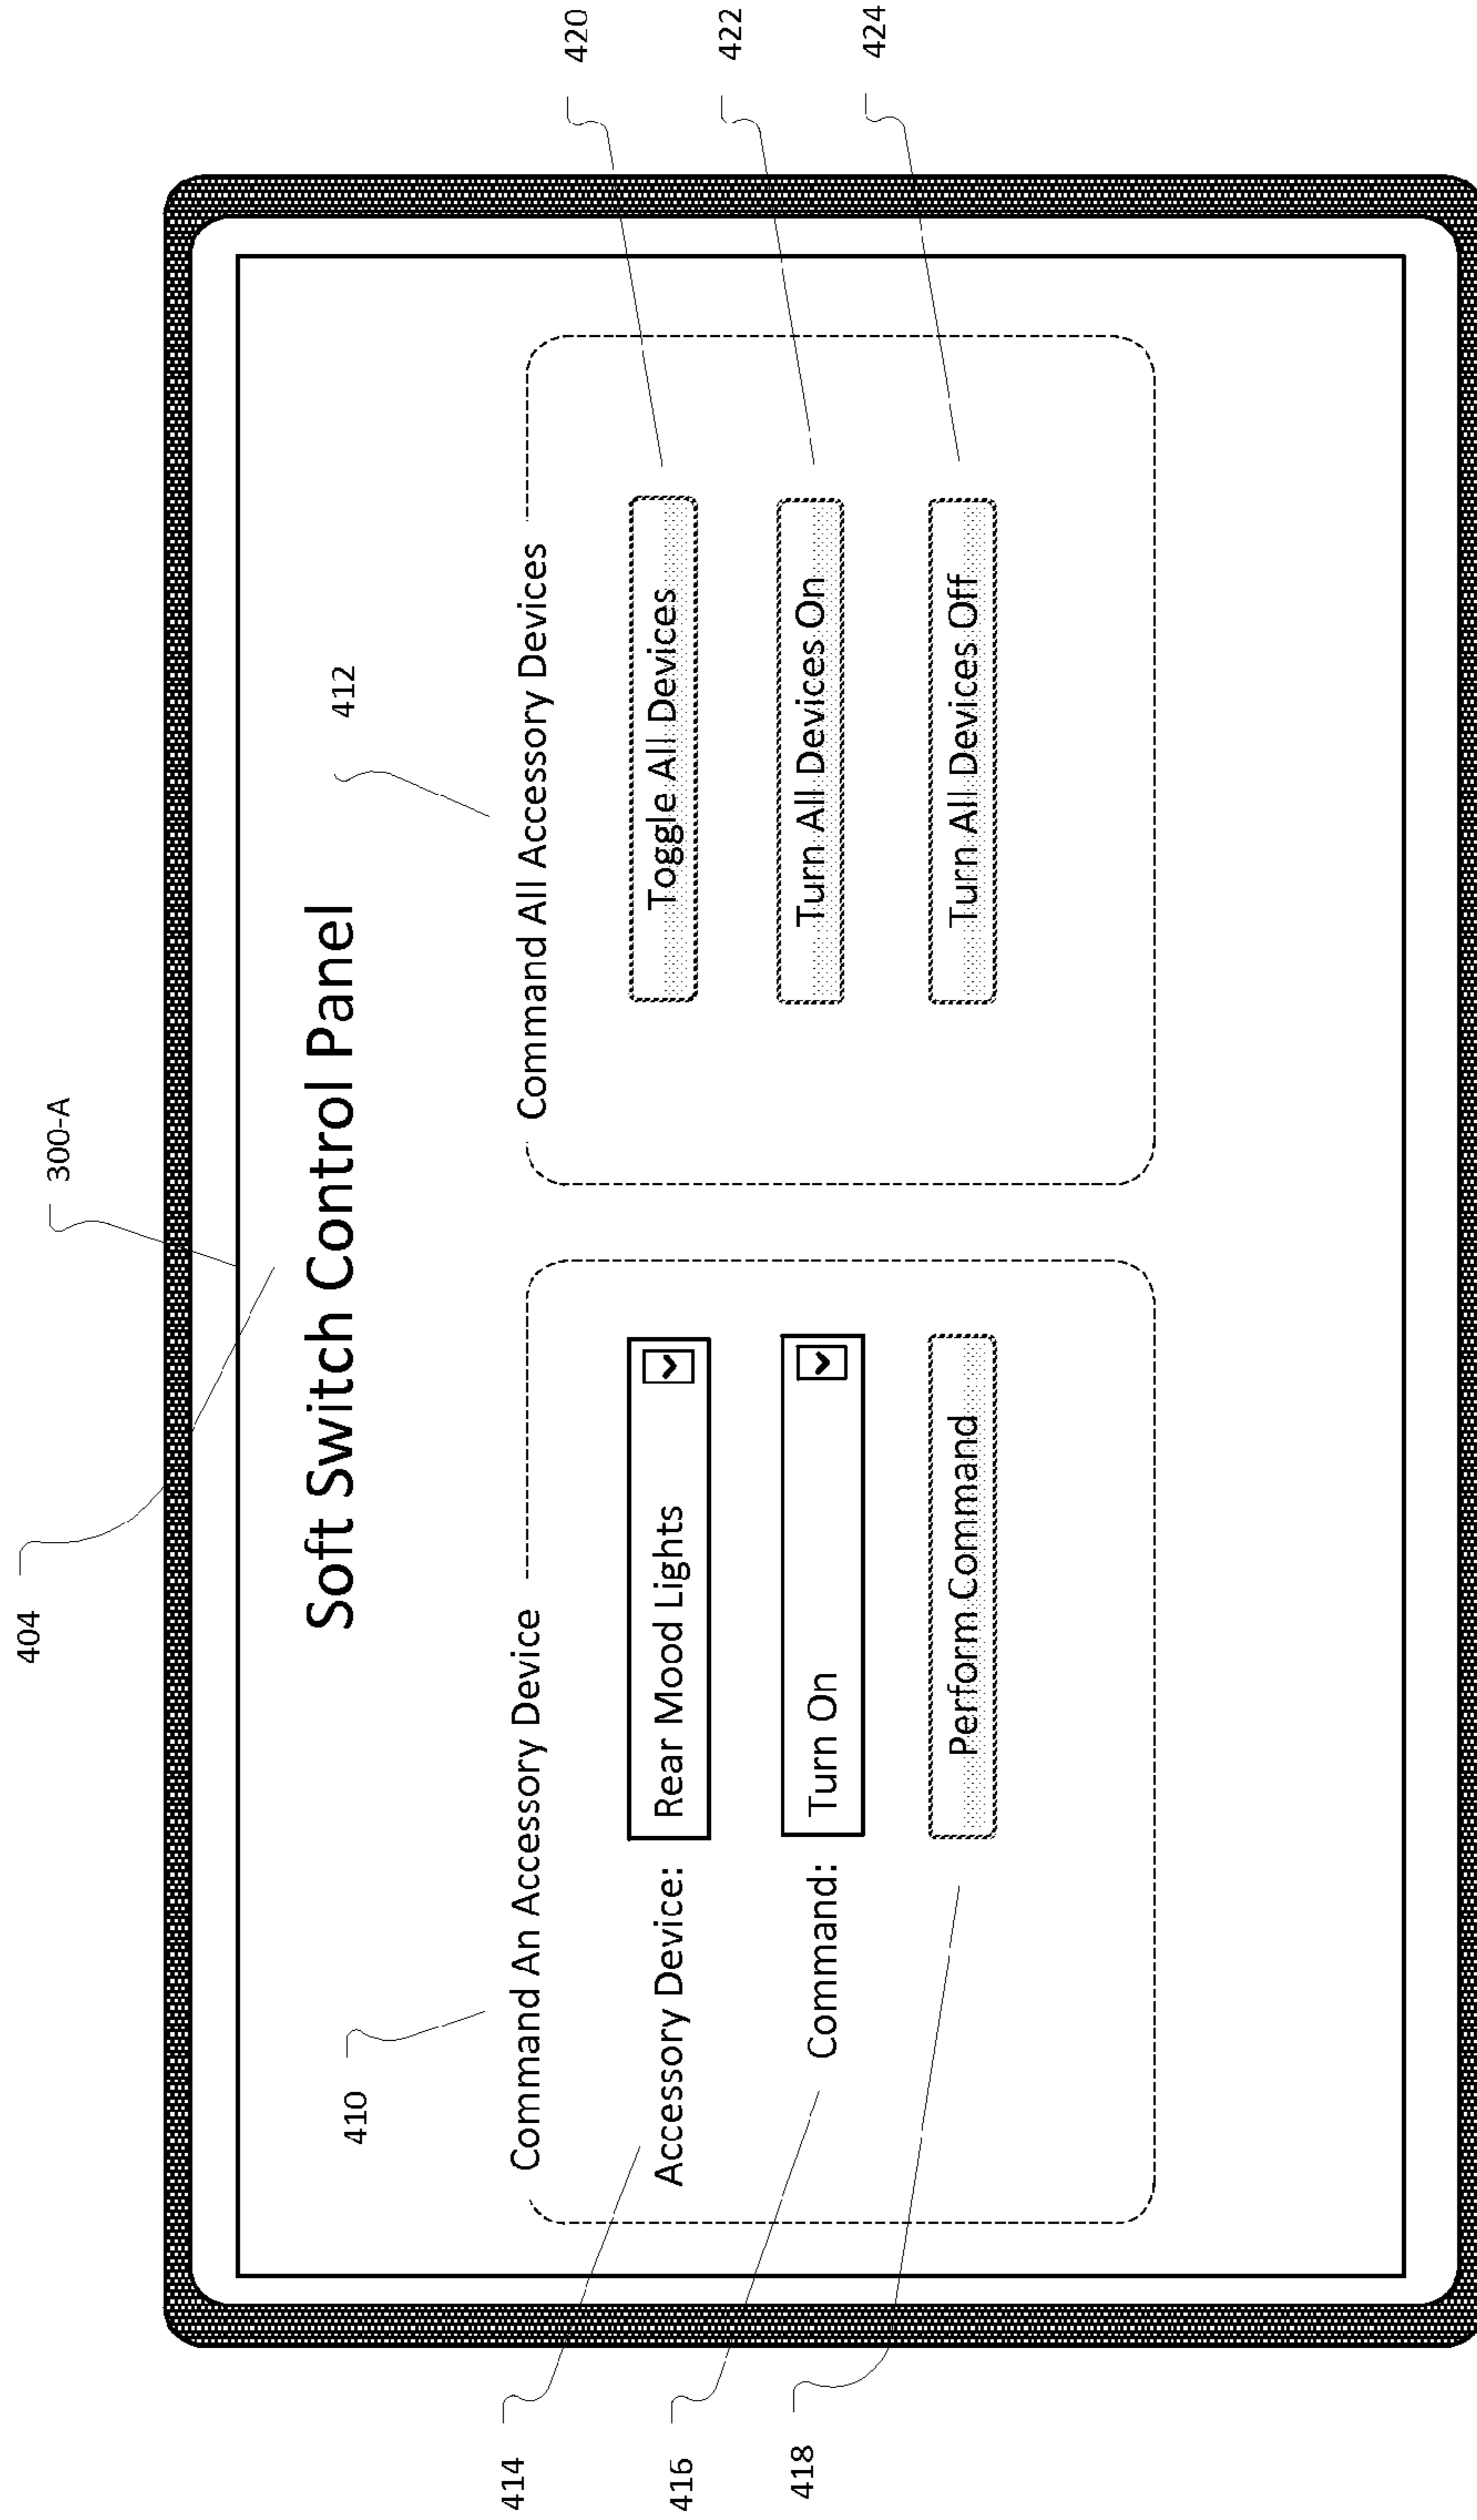 404
300-A
Soft Switch Control Panel
410
412
Command An Accessory Device
Command All Accessory Devices
414
Accessory Device:
Rear Mood Lights
Toggle All Devices
420
416
Command:
Turn On
Turn All Devices On
422
418
Perform Command
Turn All Devices Off
424